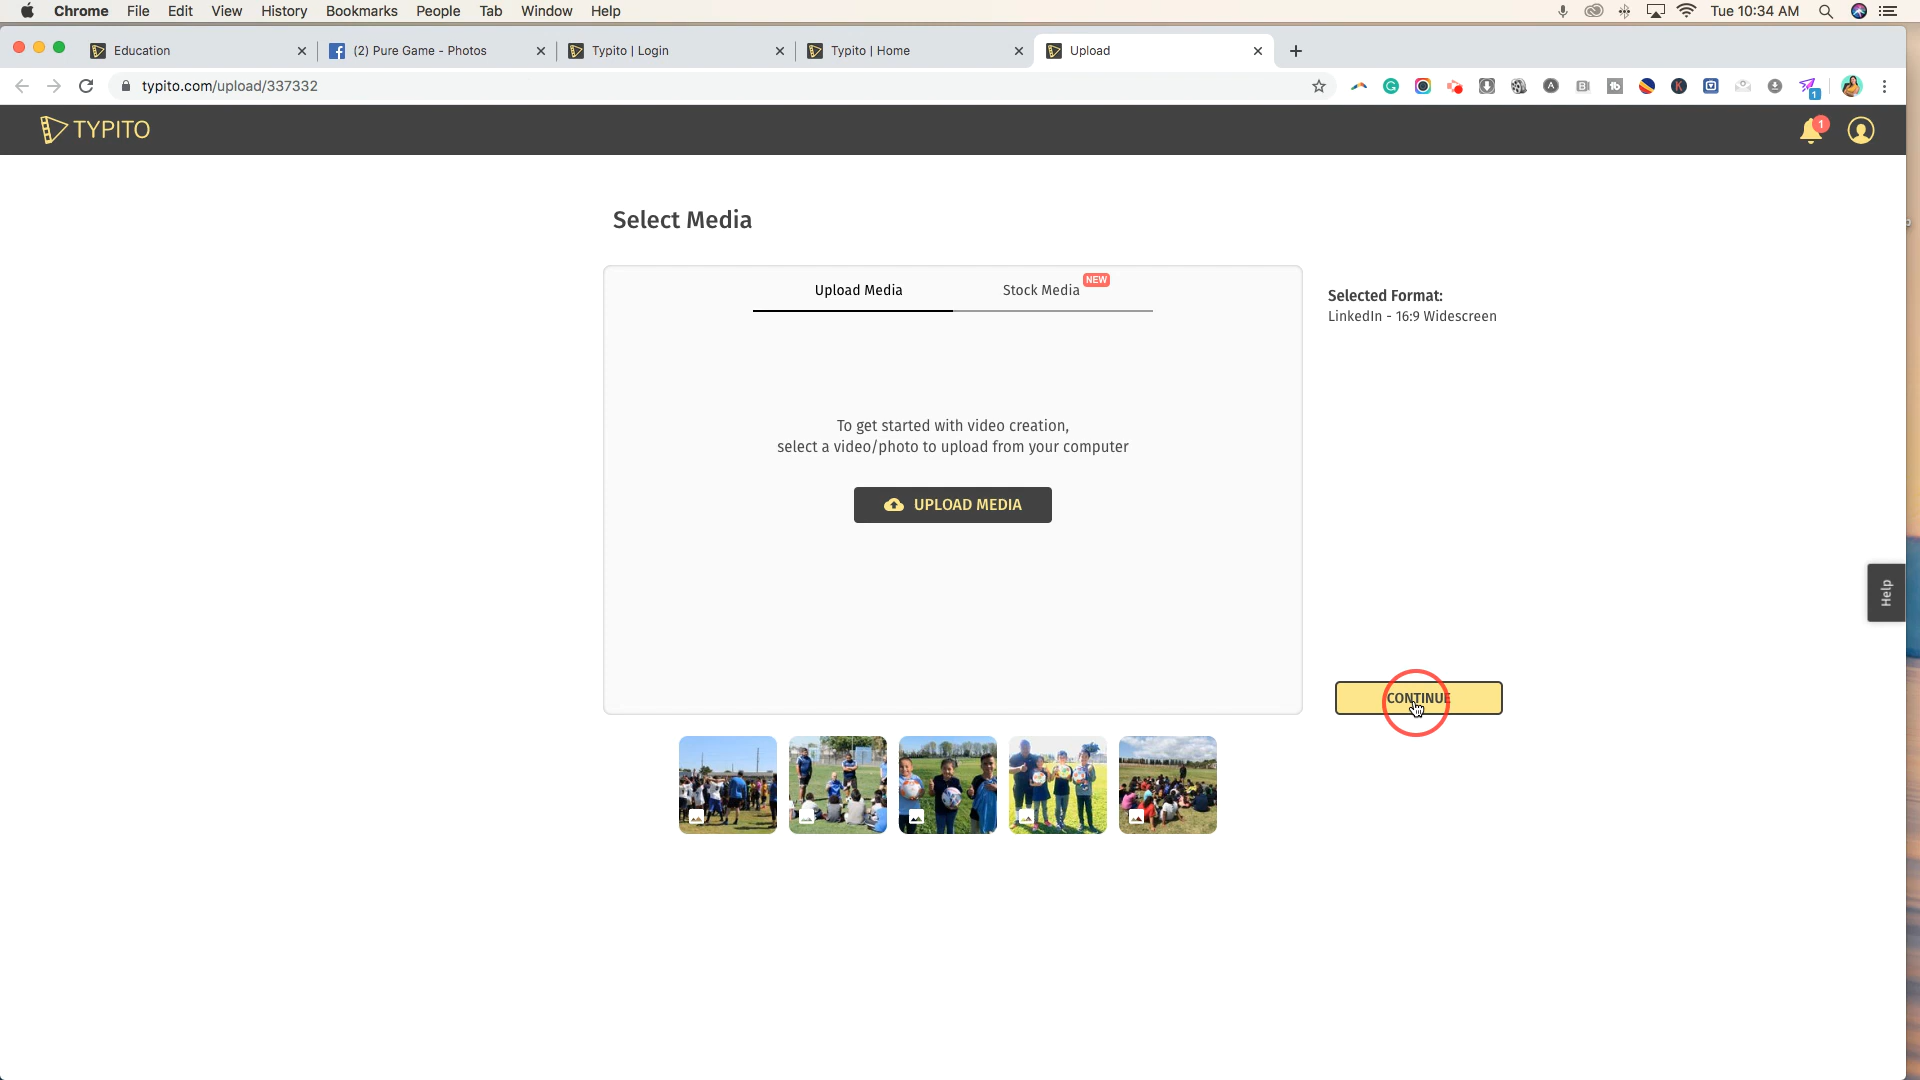 Chrome File Edit View History Bookmarks People Tab Window Help Tue 10:34 AM
Education (2) Pure Game - Photos Typito | Login Typito | Home Upload
typito.com/upload/337332
TYPITO
1
Select Media
Upload Media Stock Media NEW
Selected Format:
LinkedIn - 16:9 Widescreen
To get started with video creation,
select a video/photo to upload from your computer
UPLOAD MEDIA
Help
CONTINUE